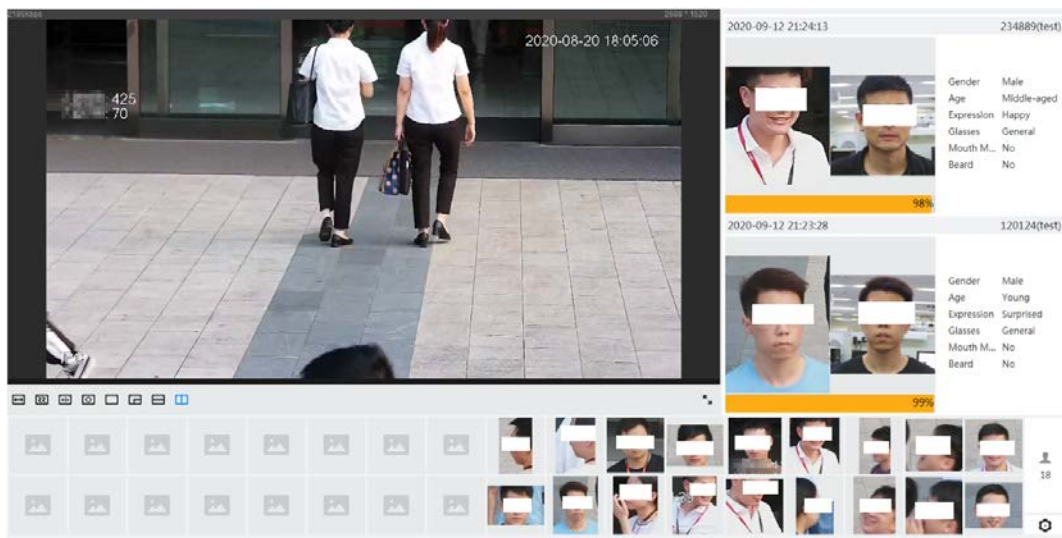 2020-08-20 18:05:06
: 425
: 70
2020-09-12 21:24:13 234889(test)
Gender Male
Age Middle-aged
Expression Happy
Glasses General
Mouth M... No
Beard No
98%
2020-09-12 21:23:28 120124(test)
Gender Male
Age Young
Expression Surprised
Glasses General
Mouth M... No
Beard No
99%
18